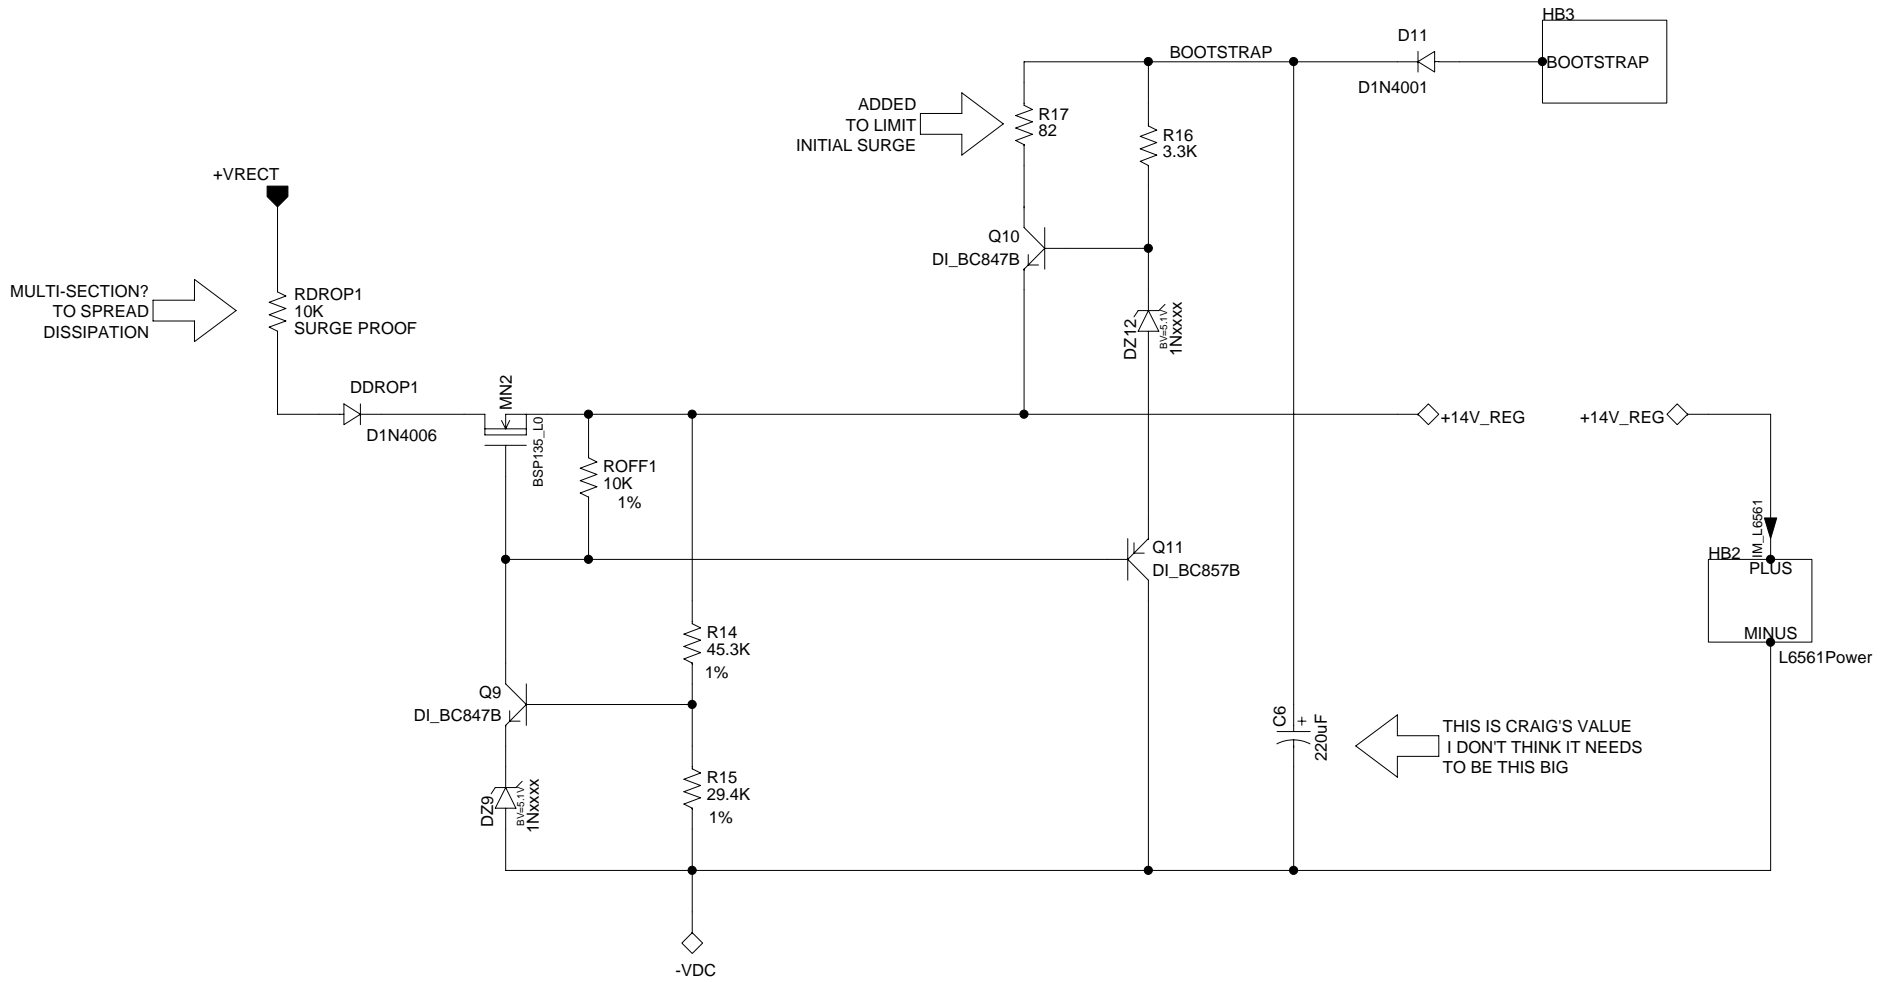 HB3
D11
BOOTSTRAP
BOOTSTRAP
D1N4001
ADDED
TO LIMIT
INITIAL SURGE
R17
82
R16
3.3K
+VRECT
Q10
DI_BC847B
MULTI-SECTION?
TO SPREAD
DISSIPATION
RDROP1
10K
SURGE PROOF
DZ12
BV=5.1V
1Nxxxx
DDROP1
D1N4006
MN2
BSP135_L0
+14V_REG
+14V_REG
ROFF1
10K
1%
IM_L6561
Q11
DI_BC857B
HB2
PLUS
MINUS
L6561Power
R14
45.3K
1%
Q9
DI_BC847B
C6
+
220uF
THIS IS CRAIG'S VALUE
I DON'T THINK IT NEEDS
TO BE THIS BIG
R15
29.4K
1%
DZ9
BV=5.1V
1Nxxxx
-VDC